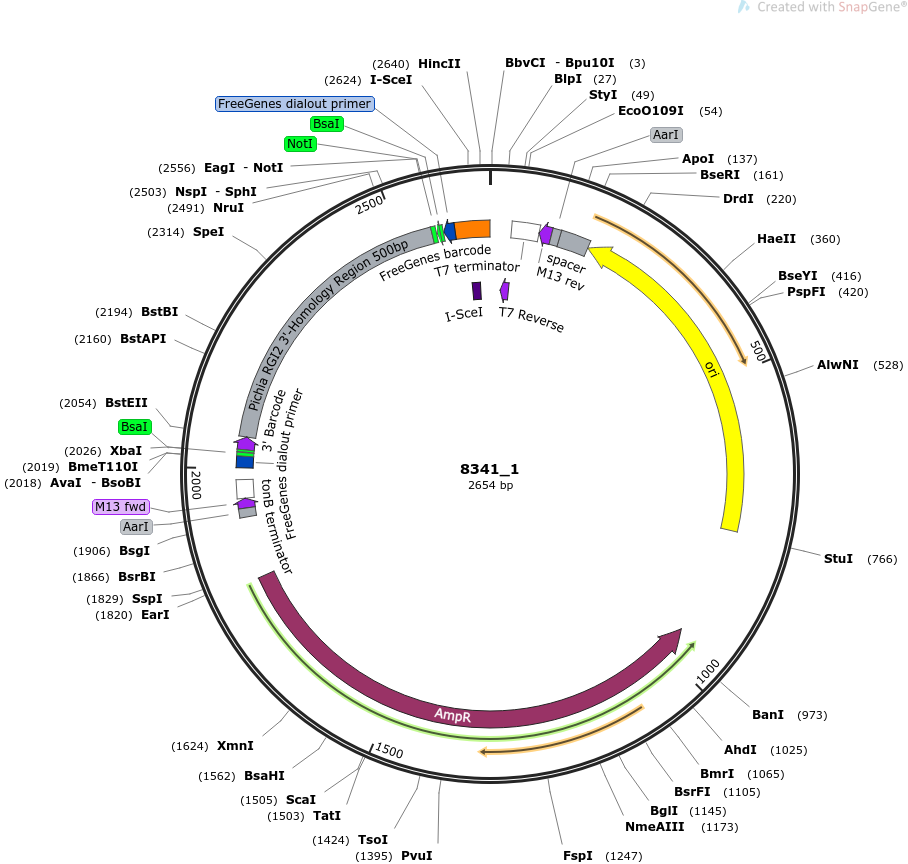 Created with SnapGene®
(2640) HincII
(2624) I-SceI
BbvCI - Bpu10I (3)
BlpI (27)
StyI (49)
EcoO109I (54)
FreeGenes dialout primer
BsaI
NotI
AarI
ApoI (137)
BseRI (161)
DrdI (220)
(2556) EagI - NotI
(2503) NspI - SphI
(2491) NruI
2500
(2314) SpeI
HaeII (360)
BseYI (416)
PspFI (420)
500
AlwNI (528)
FreeGenes barcode
T7 terminator
spacer
M13 rev
I-SceI
T7 Reverse
ori
Pichia RGI2 3'-Homology Region 500bp
(2194) BstBI
(2160) BstAPI
(2054) BstEII
BsaI
(2026) XbaI
(2019) BmeT110I
(2018) AvaI - BsoBI
2000
M13 fwd
AarI
3' Barcode
FreeGenes dialout primer
tonB terminator
8341_1
2654 bp
(1906) BsgI
(1866) BsrBI
(1829) SspI
(1820) EarI
StuI (766)
1000
BanI (973)
AhdI (1025)
BmrI (1065)
BsrFI (1105)
BglI (1145)
NmeAIII (1173)
FspI (1247)
AmpR
1500
(1624) XmnI
(1562) BsaHI
(1505) ScaI
(1503) TatI
(1424) TsoI
(1395) PvuI